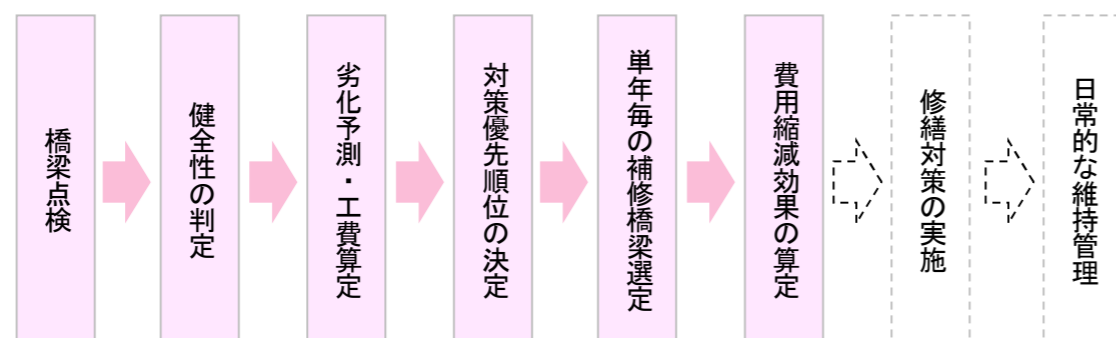 橋梁点検
健全性の判定
劣化予測・工費算定
対策優先順位の決定
単年毎の補修橋梁選定
費用縮減効果の算定
修繕対策の実施
日常的な維持管理